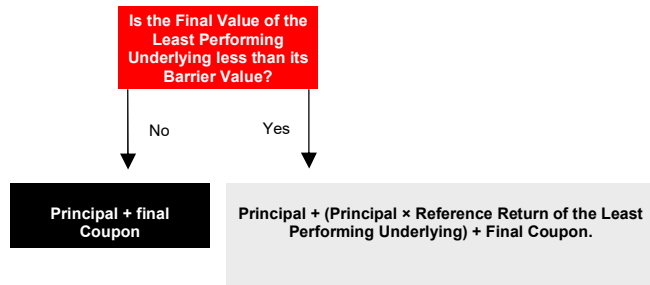 Is the Final Value of the
Least Performing
Underlying less than its
Barrier Value?
No
Yes
Principal + final
Coupon
Principal + (Principal × Reference Return of the Least
Performing Underlying) + Final Coupon.